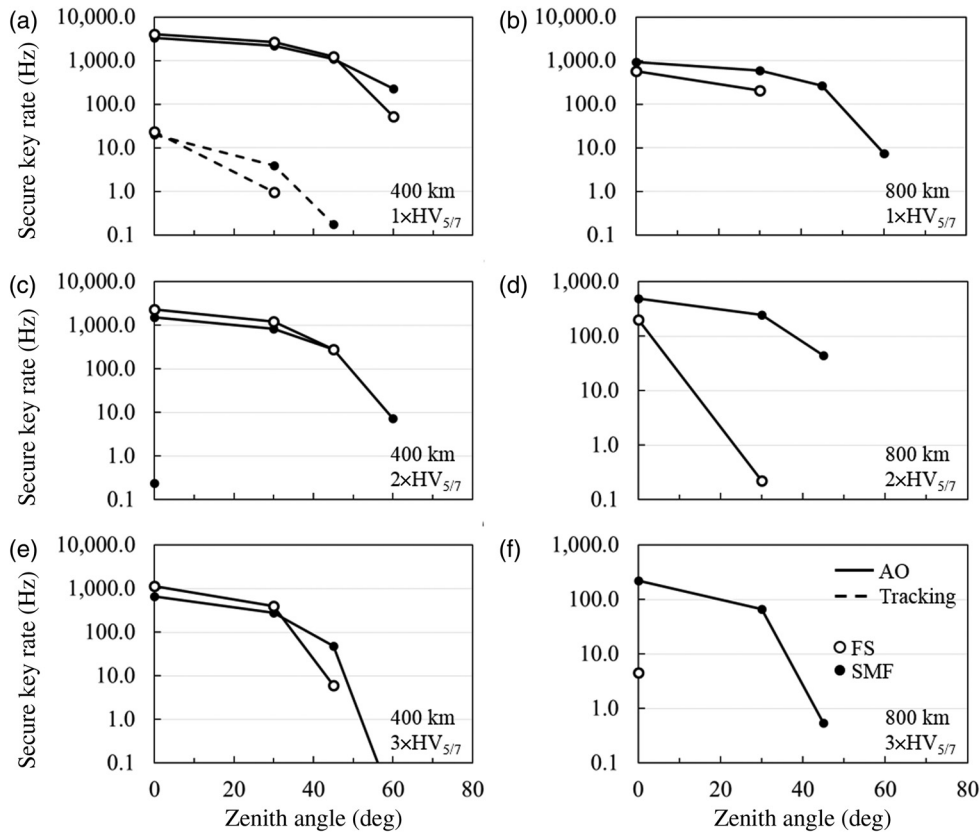 (a)
Secure key rate (Hz)
10,000.0
1,000.0
100.0
10.0
1.0
0.1
400 km
1×HV5/7
(b)
10,000.0
1,000.0
100.0
10.0
1.0
0.1
0
20
40
60
80
800 km
1×HV5/7
(c)
Secure key rate (Hz)
10,000.0
1,000.0
100.0
10.0
1.0
0.1
400 km
2×HV5/7
(d)
1,000.0
100.0
10.0
1.0
0.1
800 km
2×HV5/7
(e)
Secure key rate (Hz)
10,000.0
1,000.0
100.0
10.0
1.0
0.1
400 km
3×HV5/7
0
20
40
60
80
Zenith angle (deg)
(f)
1,000.0
100.0
10.0
1.0
0.1
AO
Tracking
FS
SMF
800 km
3×HV5/7
0
20
40
60
80
Zenith angle (deg)